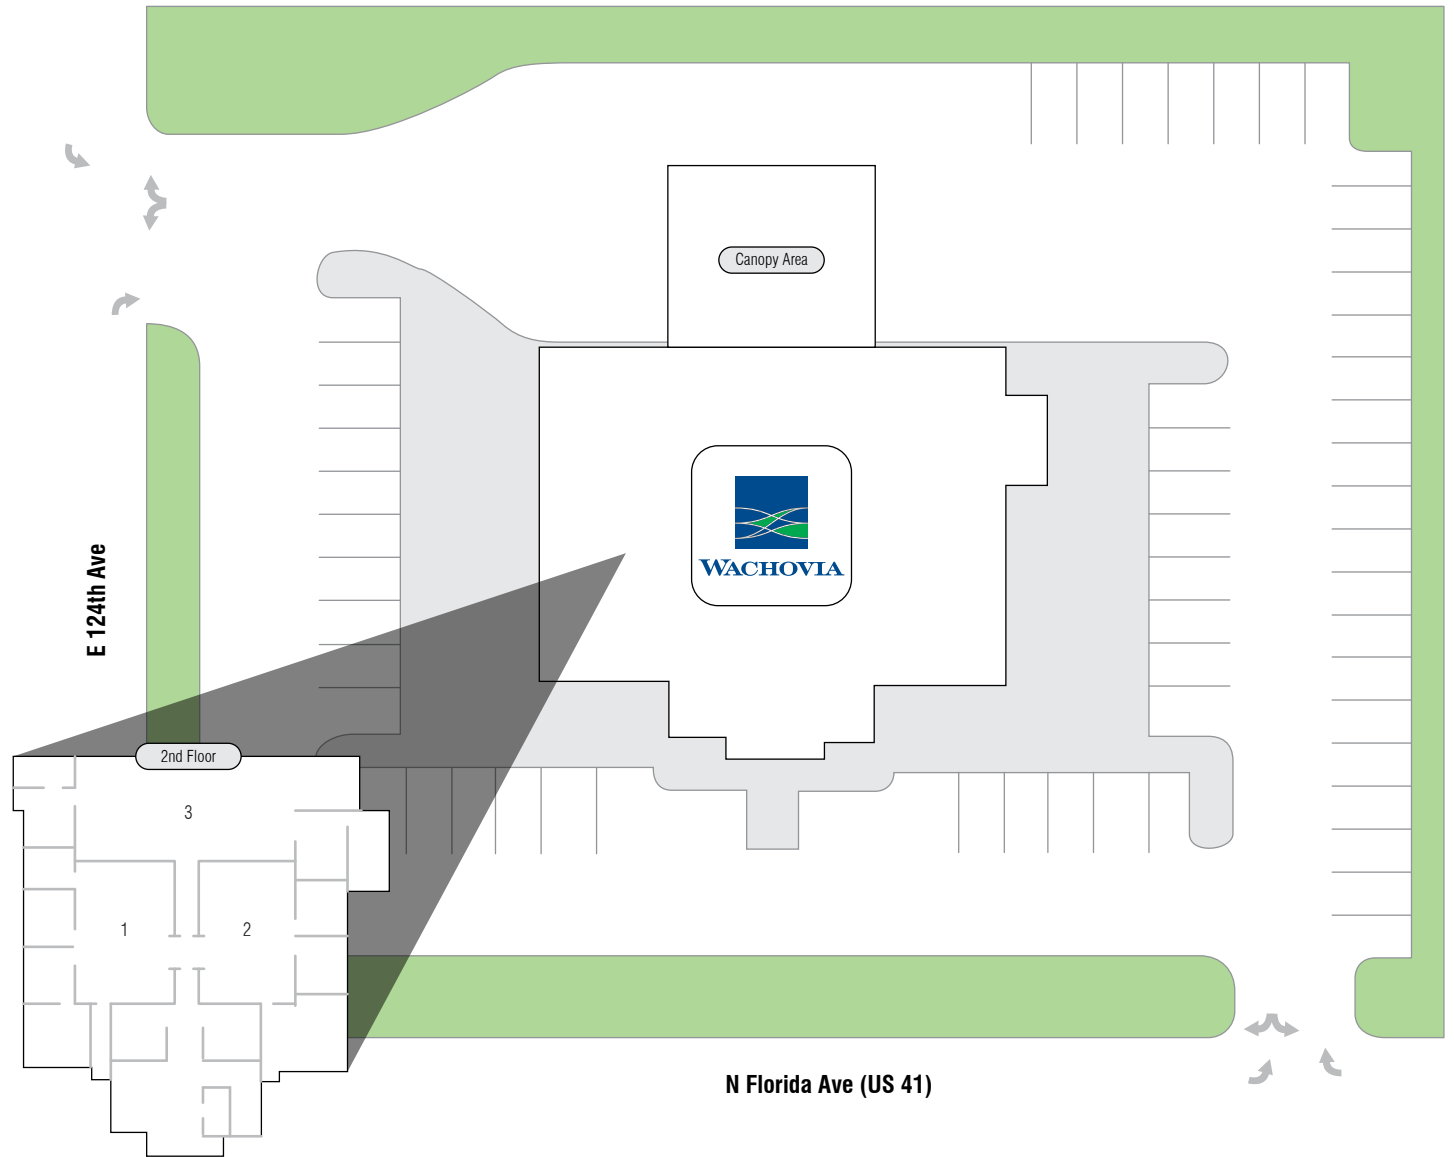 Canopy Area
WACHOVIA
E 124th Ave
2nd Floor
3
1
2
N Florida Ave (US 41)